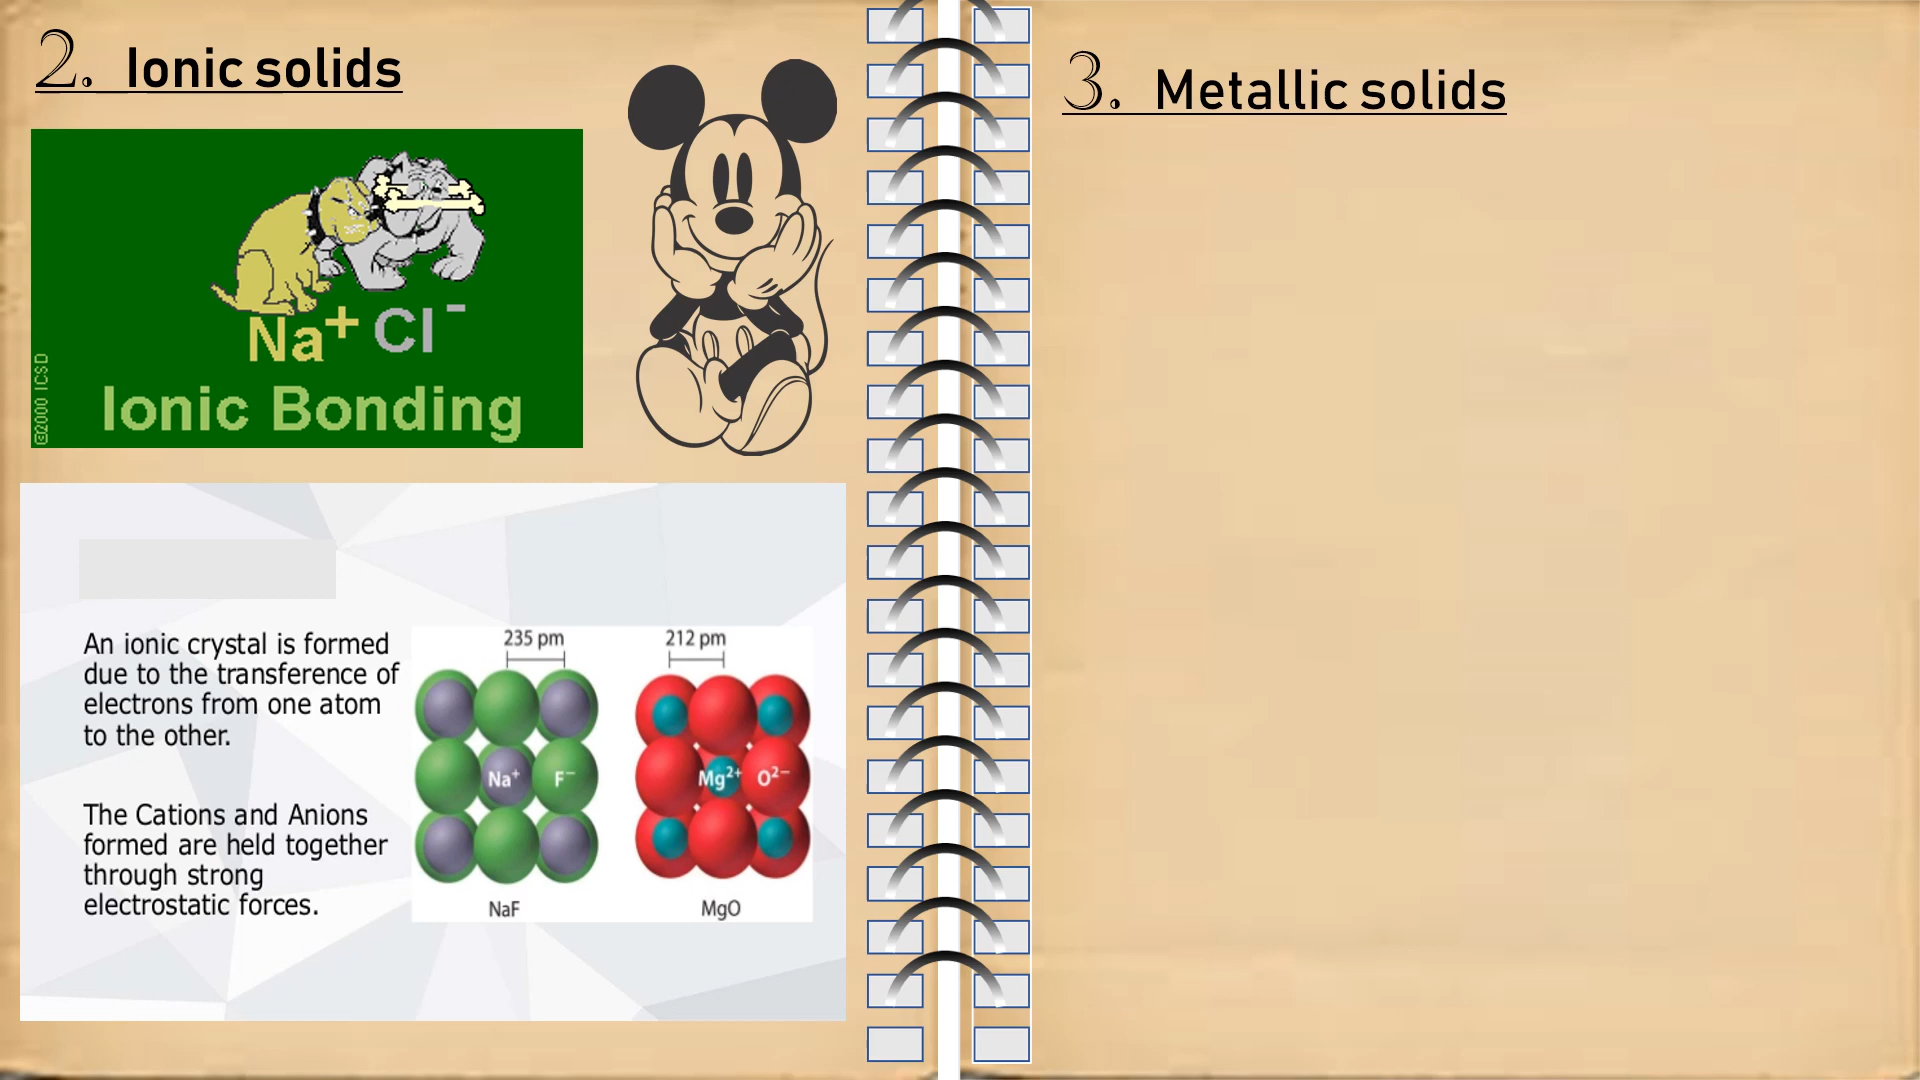 2. Ionic solids
Na+ Cl-
Ionic Bonding
©2000 ICSD
An ionic crystal is formed
due to the transference of
electrons from one atom
to the other.
The Cations and Anions
formed are held together
through strong
electrostatic forces.
235 pm
212 pm
Na⁺ F⁻
Mg²⁺ O²⁻
NaF
MgO
3. Metallic solids